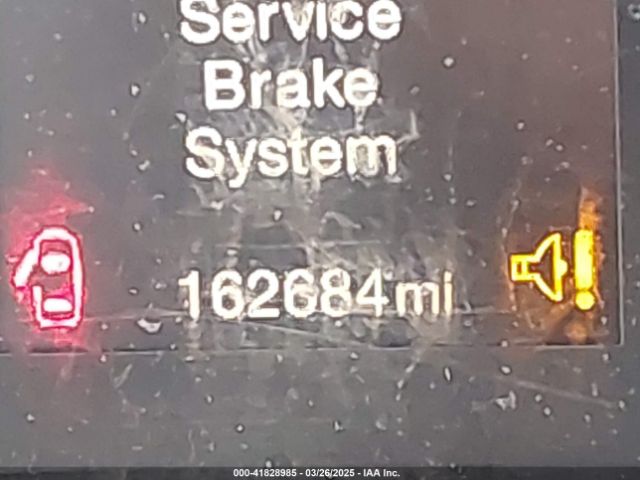 Service
Brake
System
162684mi
000-41828985 - 03/26/2025 - IAA Inc.